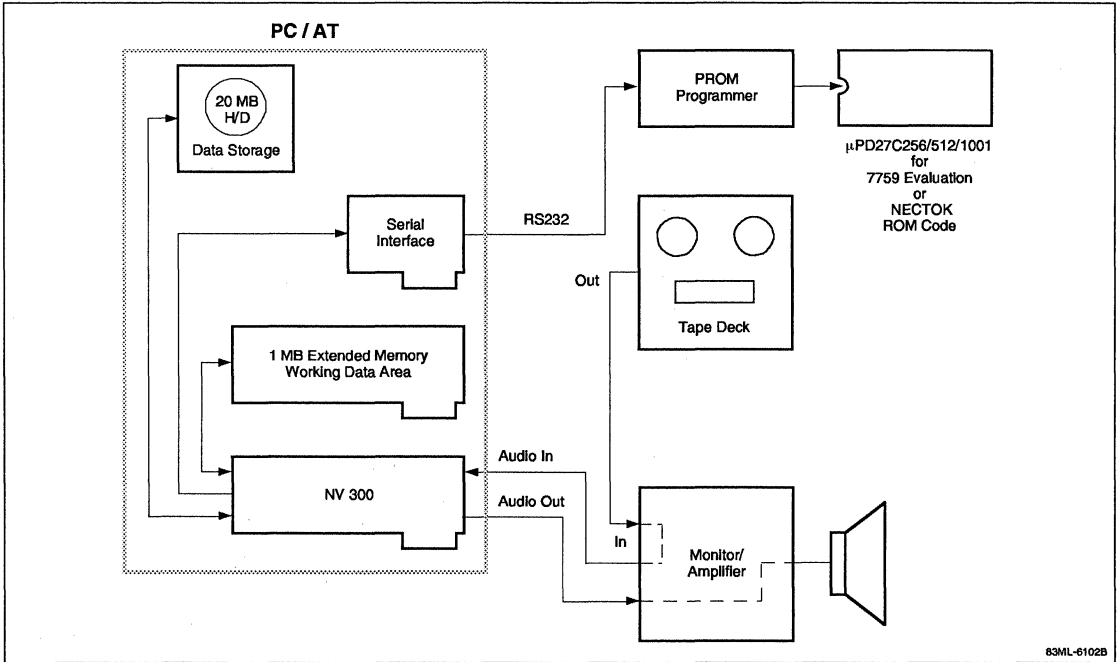 PC / AT
20 MB
H/D
Data Storage
PROM
Programmer
μPD27C256/512/1001
for
7759 Evaluation
or
NECTOK
ROM Code
Serial
Interface
RS232
Out
Tape Deck
1 MB Extended Memory
Working Data Area
NV 300
Audio In
Audio Out
In
Monitor/
Amplifier
83ML-6102B